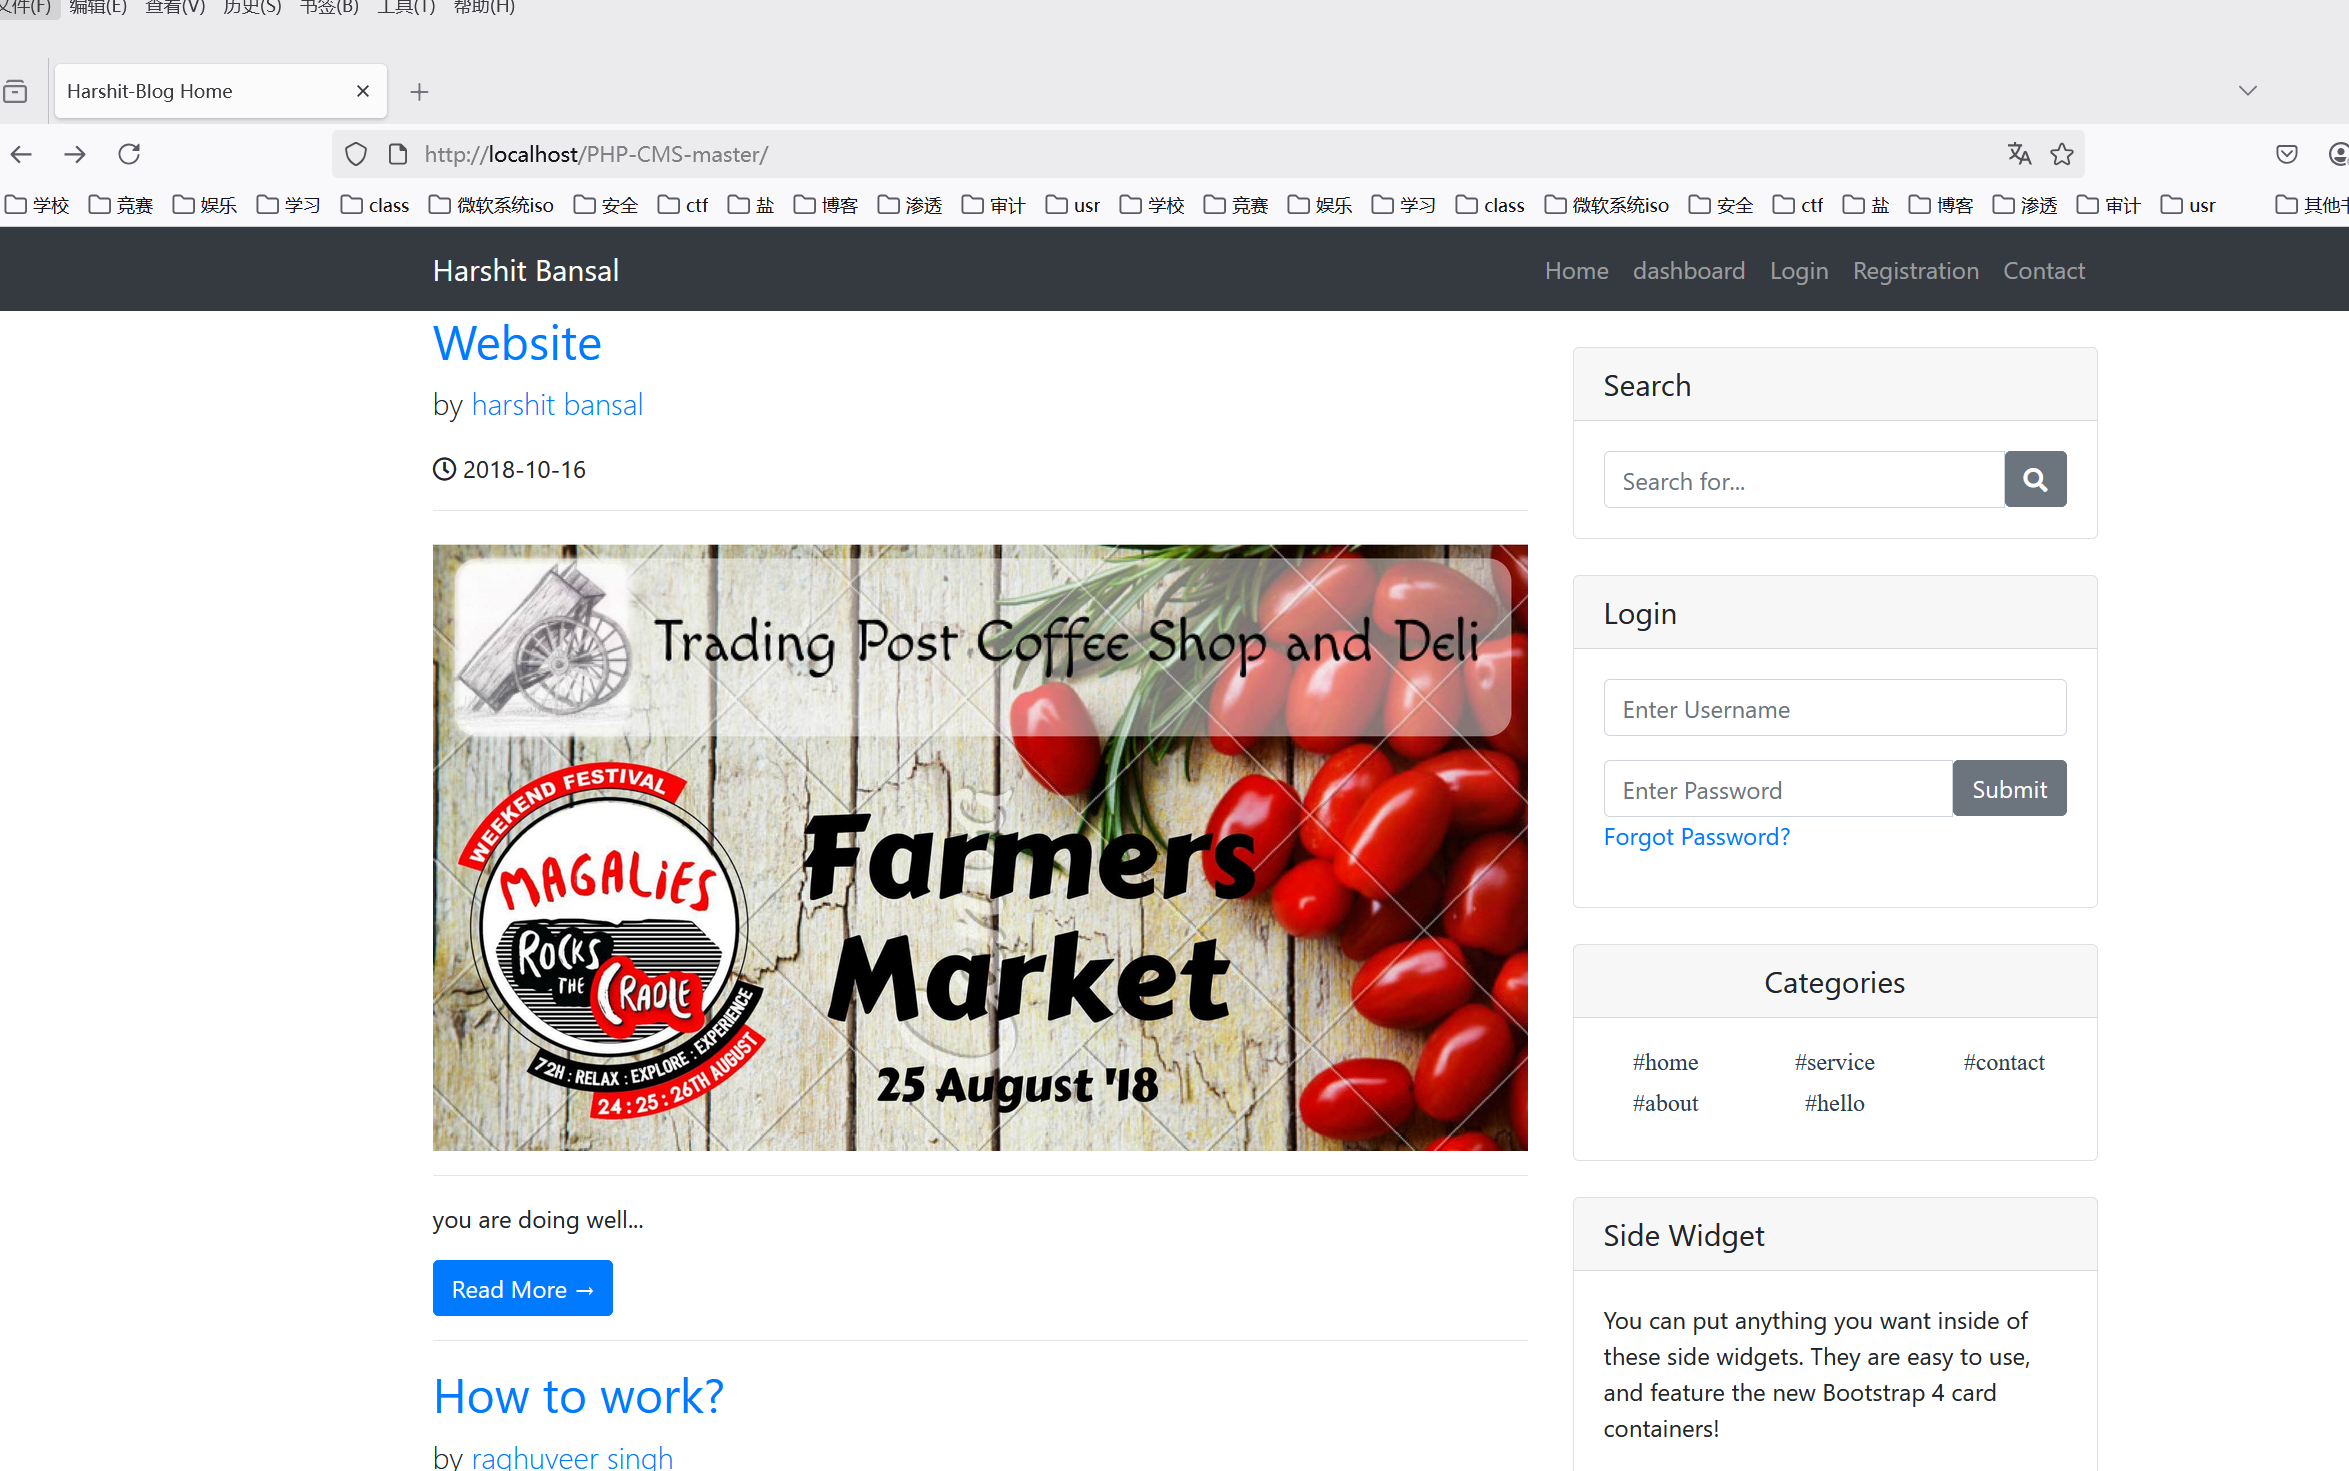 文件(F) 编辑(E) 查看(V) 历史(S) 书签(B) 工具(T) 帮助(H)
Harshit-Blog Home
http://localhost/PHP-CMS-master/
学校 竞赛 娱乐 学习 class 微软系统iso 安全 ctf 盐 博客 渗透 审计 usr 学校 竞赛 娱乐 学习 class 微软系统iso 安全 ctf 盐 博客 渗透 审计 usr 其他书
Harshit Bansal
Home dashboard Login Registration Contact
Website
by harshit bansal
2018-10-16
Trading Post Coffee Shop and Deli
WEEKEND FESTIVAL
MAGALiES
ROCKS
THE
CRADLE
72H : RELAX : EXPLORE : EXPERIENCE
24 : 25 : 26TH AUGUST
Farmers
Market
25 August '18
you are doing well...
Read More →
How to work?
by raghuveer singh
Search
Search for...
Login
Enter Username
Enter Password
Submit
Forgot Password?
Categories
#home #service #contact
#about #hello
Side Widget
You can put anything you want inside of
these side widgets. They are easy to use,
and feature the new Bootstrap 4 card
containers!